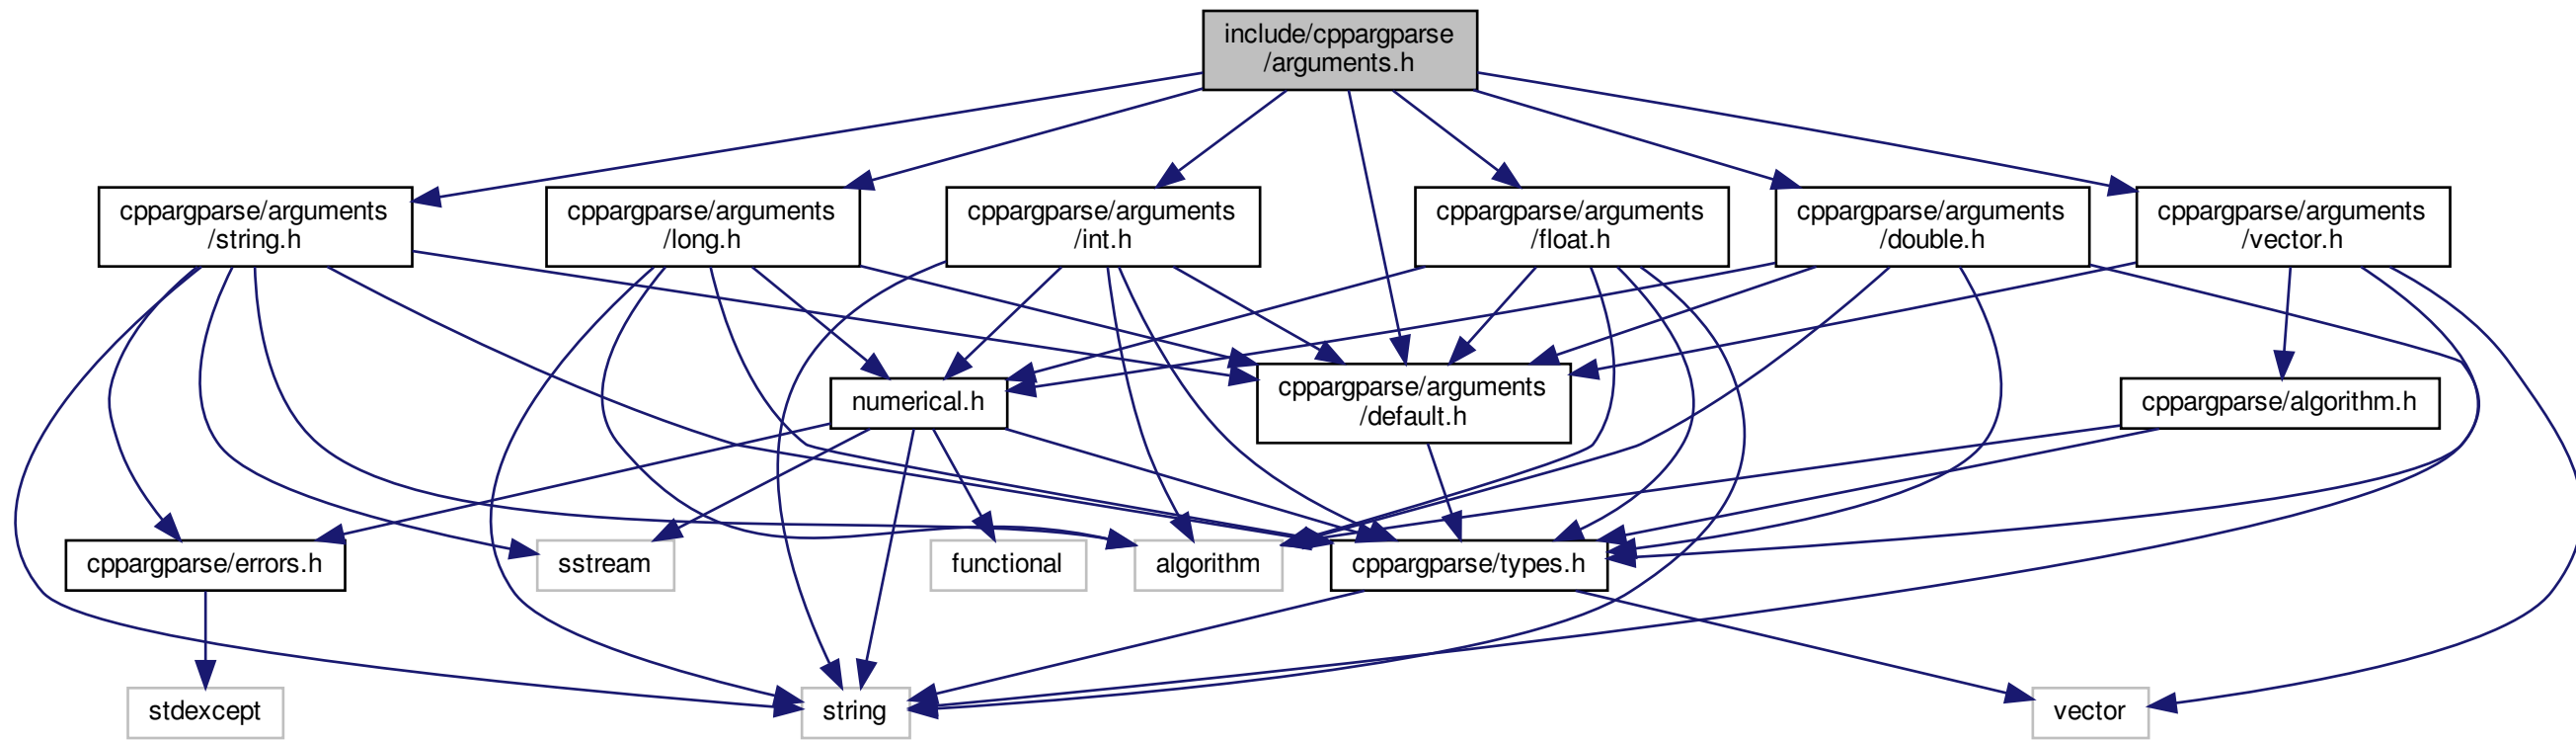 include/cppargparse
/arguments.h
cppargparse/arguments
/string.h
cppargparse/arguments
/long.h
cppargparse/arguments
/int.h
cppargparse/arguments
/float.h
cppargparse/arguments
/double.h
cppargparse/arguments
/vector.h
numerical.h
cppargparse/arguments
/default.h
cppargparse/algorithm.h
cppargparse/errors.h
sstream
functional
algorithm
cppargparse/types.h
stdexcept
string
vector